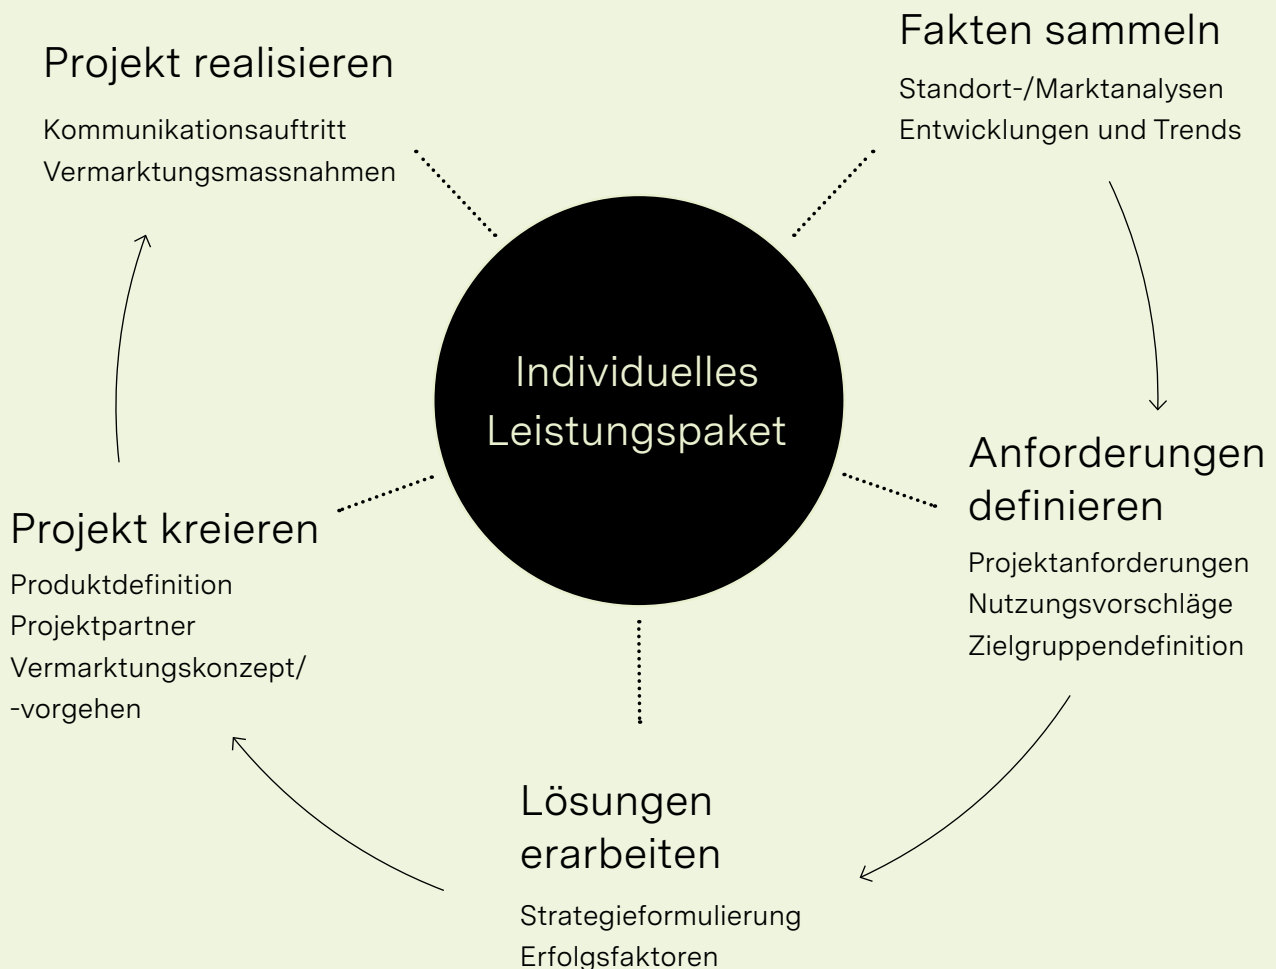 Projekt realisieren
Kommunikationsauftritt
Vermarktungsmassnahmen
Fakten sammeln
Standort-/Marktanalysen
Entwicklungen und Trends
Individuelles
Leistungspaket
Anforderungen
definieren
Projektanforderungen
Nutzungsvorschläge
Zielgruppendefinition
Projekt kreieren
Produktdefinition
Projektpartner
Vermarktungskonzept/
-vorgehen
Lösungen
erarbeiten
Strategieformulierung
Erfolgsfaktoren